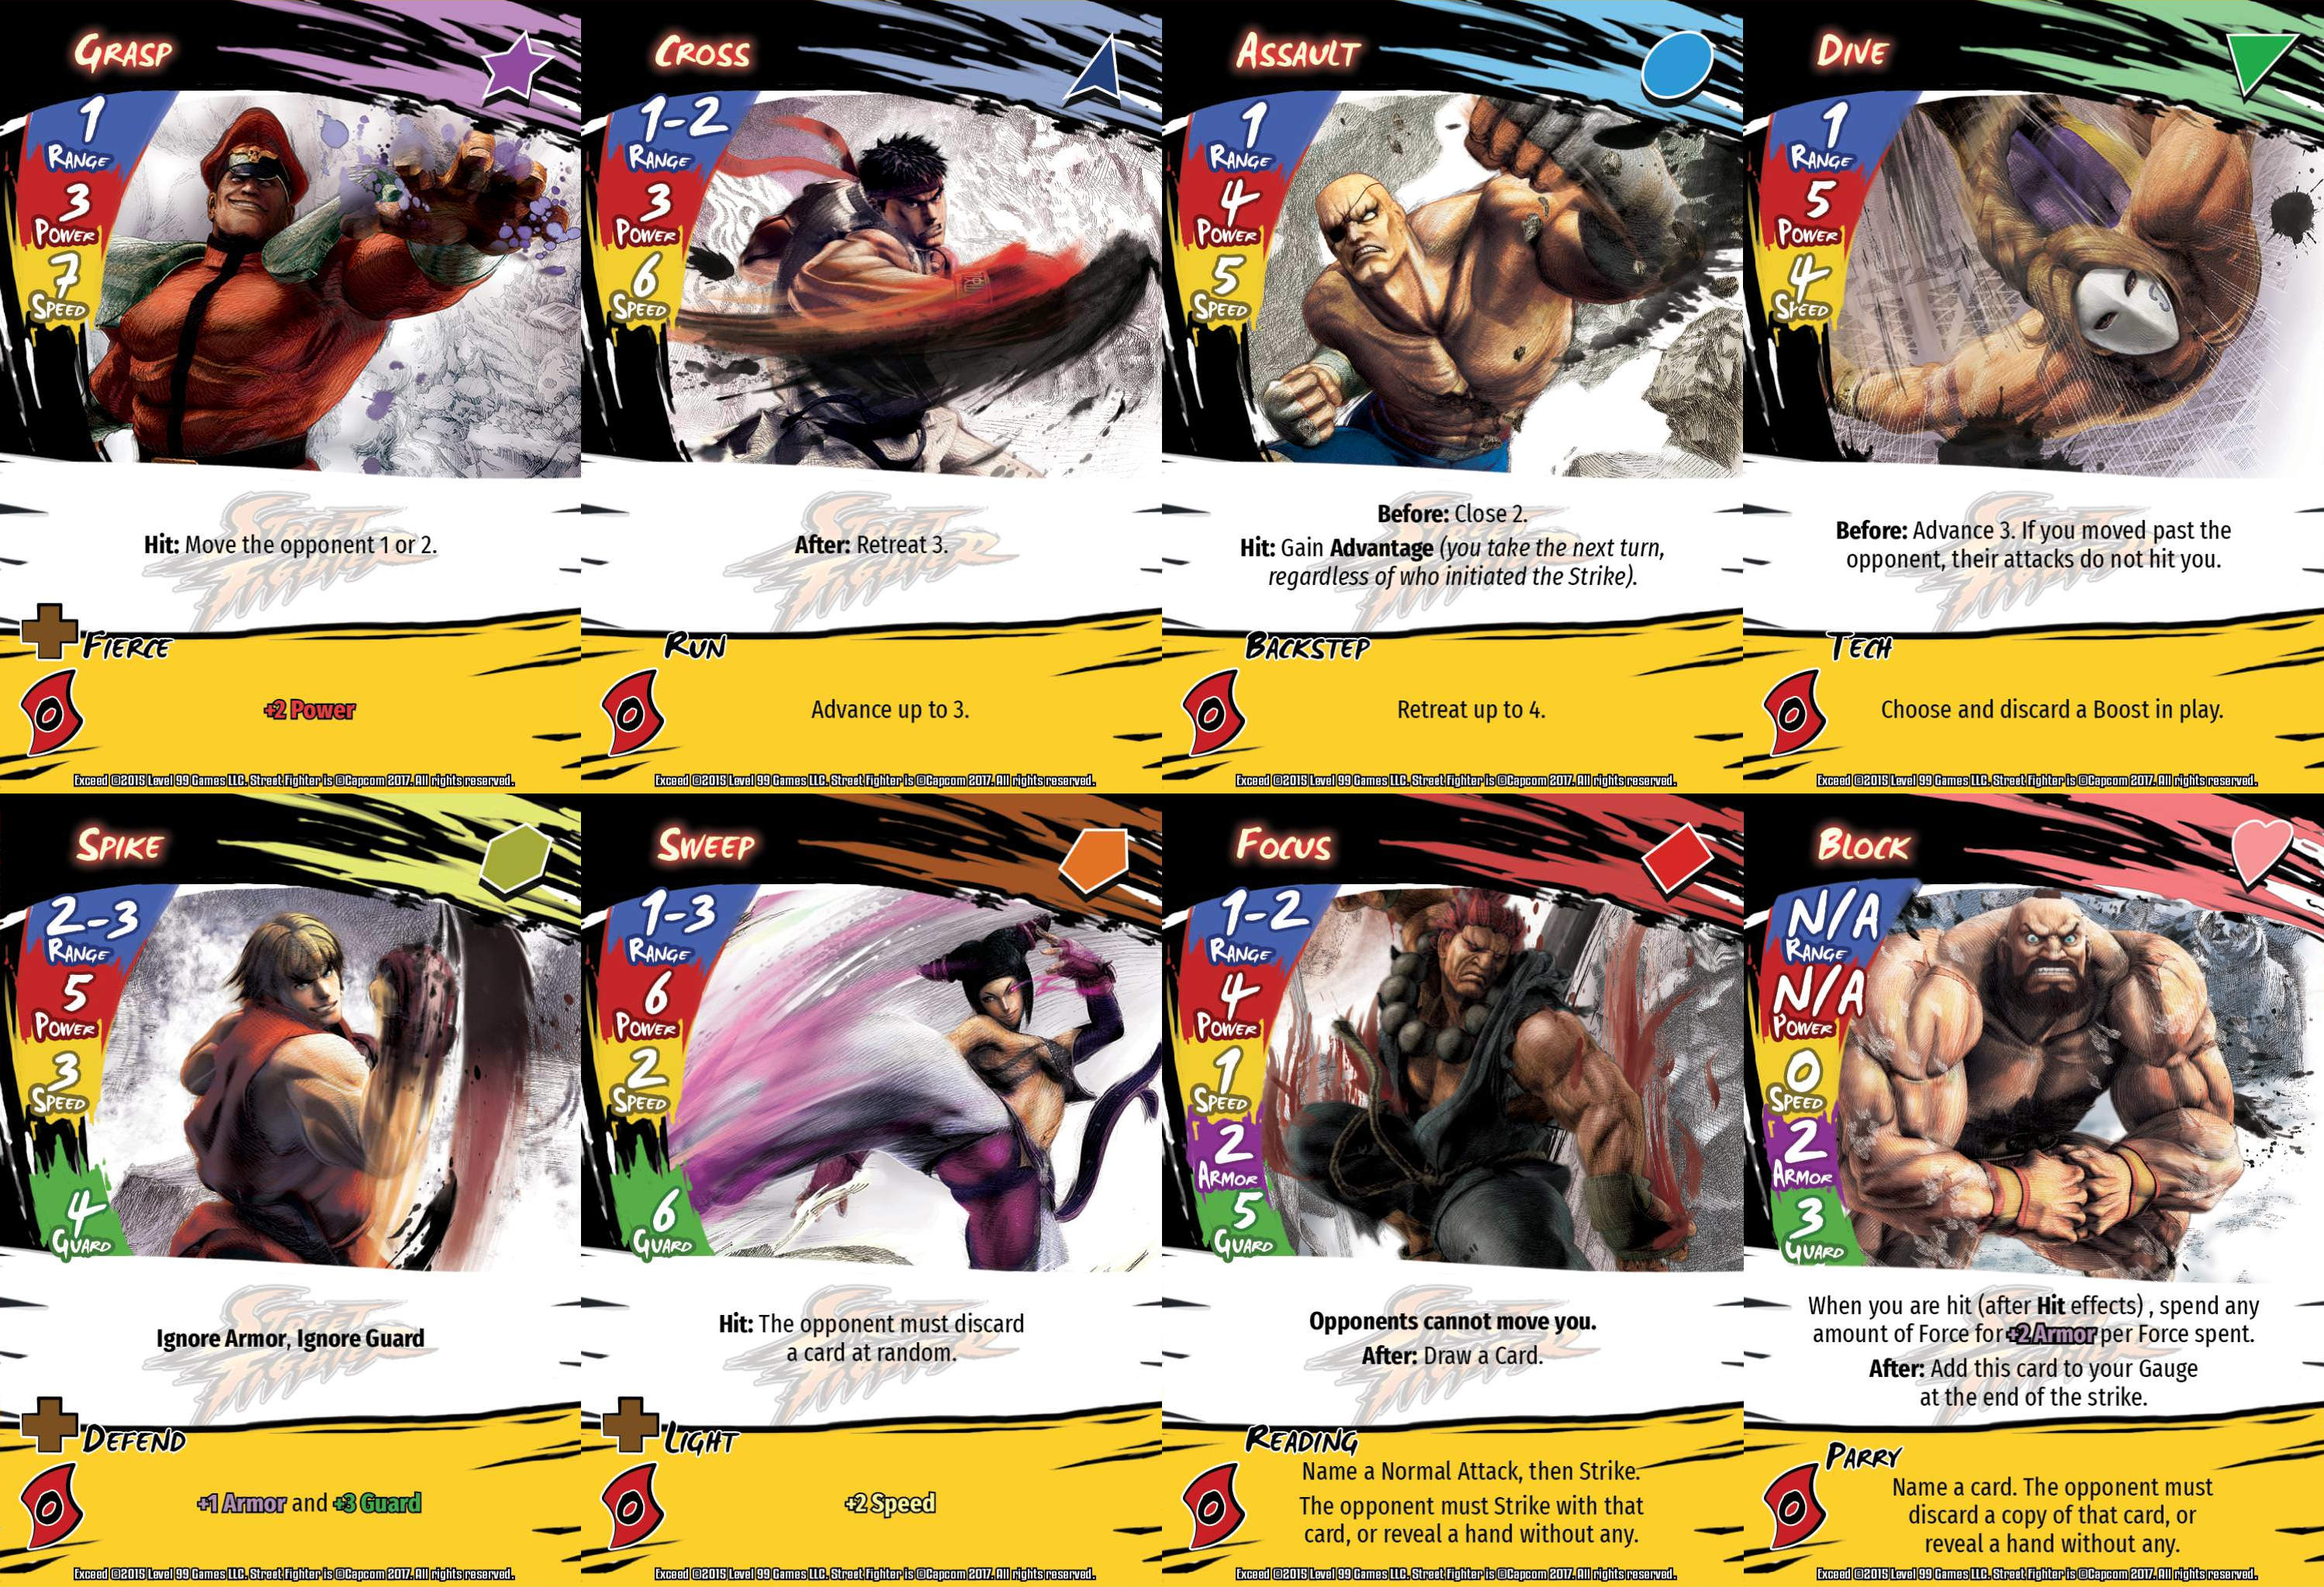 GRASP
1
RANGE
3
POWER
7
SPEED
Hit: Move the opponent 1 or 2.
FIERCE
0
+2 Power
Exceed ©2015 Level 99 Games LLC. Street Fighter is ©Capcom 2017. All rights reserved.
CROSS
1-2
RANGE
3
POWER
6
SPEED
After: Retreat 3.
RUN
0
Advance up to 3.
Exceed ©2015 Level 99 Games LLC. Street Fighter is ©Capcom 2017. All rights reserved.
ASSAULT
1
RANGE
4
POWER
5
SPEED
Before: Close 2.
Hit: Gain Advantage (you take the next turn,
regardless of who initiated the Strike).
BACKSTEP
0
Retreat up to 4.
Exceed ©2015 Level 99 Games LLC. Street Fighter is ©Capcom 2017. All rights reserved.
DIVE
1
RANGE
5
POWER
4
SPEED
Before: Advance 3. If you moved past the
opponent, their attacks do not hit you.
TECH
0
Choose and discard a Boost in play.
Exceed ©2015 Level 99 Games LLC. Street Fighter is ©Capcom 2017. All rights reserved.
SPIKE
2-3
RANGE
5
POWER
3
SPEED
4
GUARD
STREET
FIGHTER
Ignore Armor, Ignore Guard
DEFEND
0
+1 Armor and +3 Guard
Exceed ©2015 Level 99 Games LLC. Street Fighter is ©Capcom 2017. All rights reserved.
SWEEP
1-3
RANGE
6
POWER
2
SPEED
6
GUARD
Hit: The opponent must discard
a card at random.
LIGHT
0
+2 Speed
Exceed ©2015 Level 99 Games LLC. Street Fighter is ©Capcom 2017. All rights reserved.
FOCUS
1-2
RANGE
4
POWER
1
SPEED
2
ARMOR
5
GUARD
Opponents cannot move you.
After: Draw a Card.
READING
0
Name a Normal Attack, then Strike.
The opponent must Strike with that
card, or reveal a hand without any.
Exceed ©2015 Level 99 Games LLC. Street Fighter is ©Capcom 2017. All rights reserved.
BLOCK
N/A
RANGE
N/A
POWER
0
SPEED
2
ARMOR
3
GUARD
When you are hit (after Hit effects) , spend any
amount of Force for +2 Armor per Force spent.
After: Add this card to your Gauge
at the end of the strike.
PARRY
0
Name a card. The opponent must
discard a copy of that card, or
reveal a hand without any.
Exceed ©2015 Level 99 Games LLC. Street Fighter is ©Capcom 2017. All rights reserved.